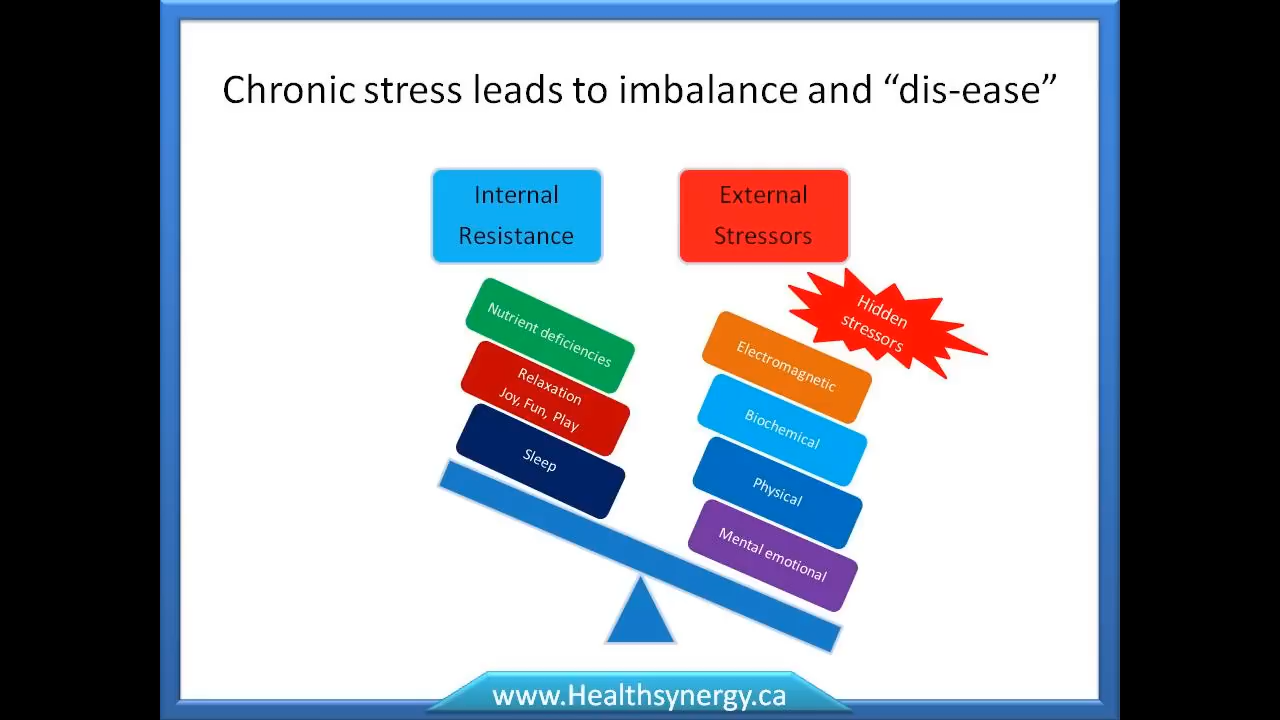 Chronic stress leads to imbalance and “dis-ease”
Internal
Resistance
External
Stressors
Hidden
stressors
Nutrient deficiencies
Relaxation
Joy, Fun, Play
Sleep
Electromagnetic
Biochemical
Physical
Mental emotional
www.Healthsynergy.ca